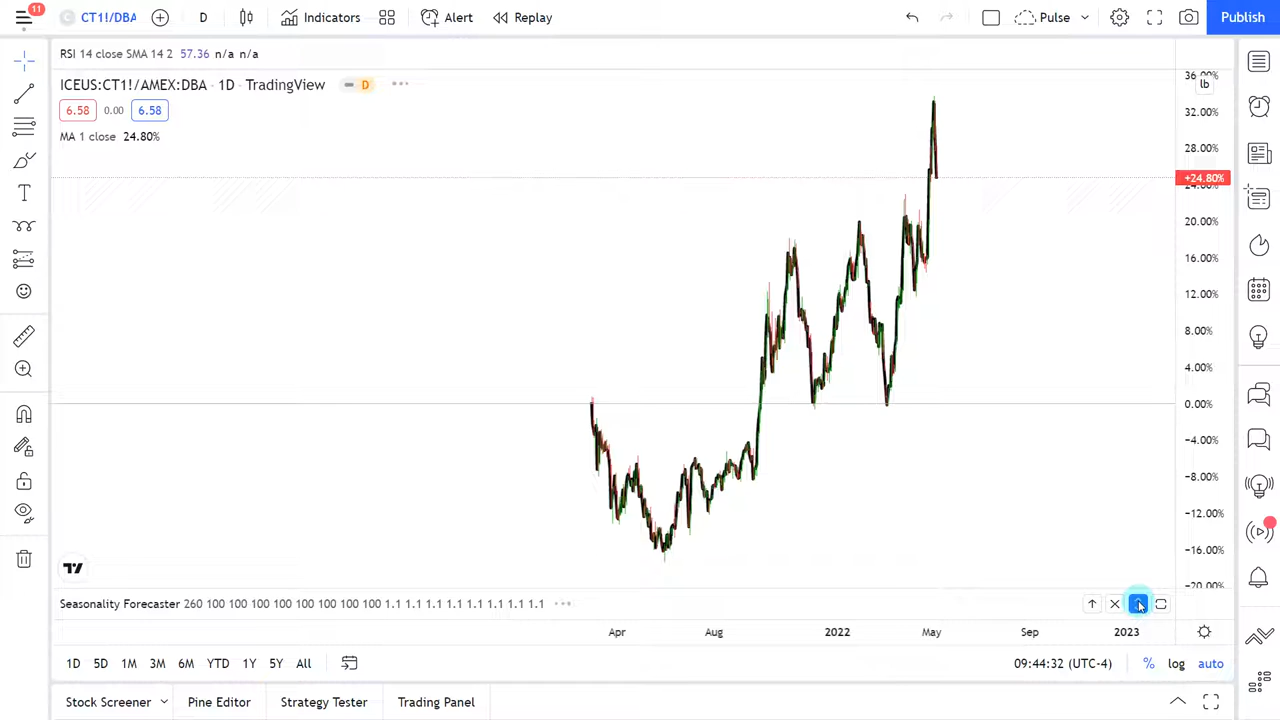 11
C CT1!/DBA D Indicators Alert Replay Pulse Publish
RSI 14 close SMA 14 2 57.36 n/a n/a
ICEUS:CT1!/AMEX:DBA · 1D · TradingView D
6.58 0.00 6.58
MA 1 close 24.80%
lb
32.00%
28.00%
+24.80%
20.00%
16.00%
12.00%
8.00%
4.00%
0.00%
−4.00%
−8.00%
−12.00%
−16.00%
−20.00%
Seasonality Forecaster 260 100 100 100 100 100 100 100 100 1.1 1.1 1.1 1.1 1.1 1.1 1.1 1.1
Apr Aug 2022 May Sep 2023
1D 5D 1M 3M 6M YTD 1Y 5Y All 09:44:32 (UTC-4) % log auto
Stock Screener Pine Editor Strategy Tester Trading Panel